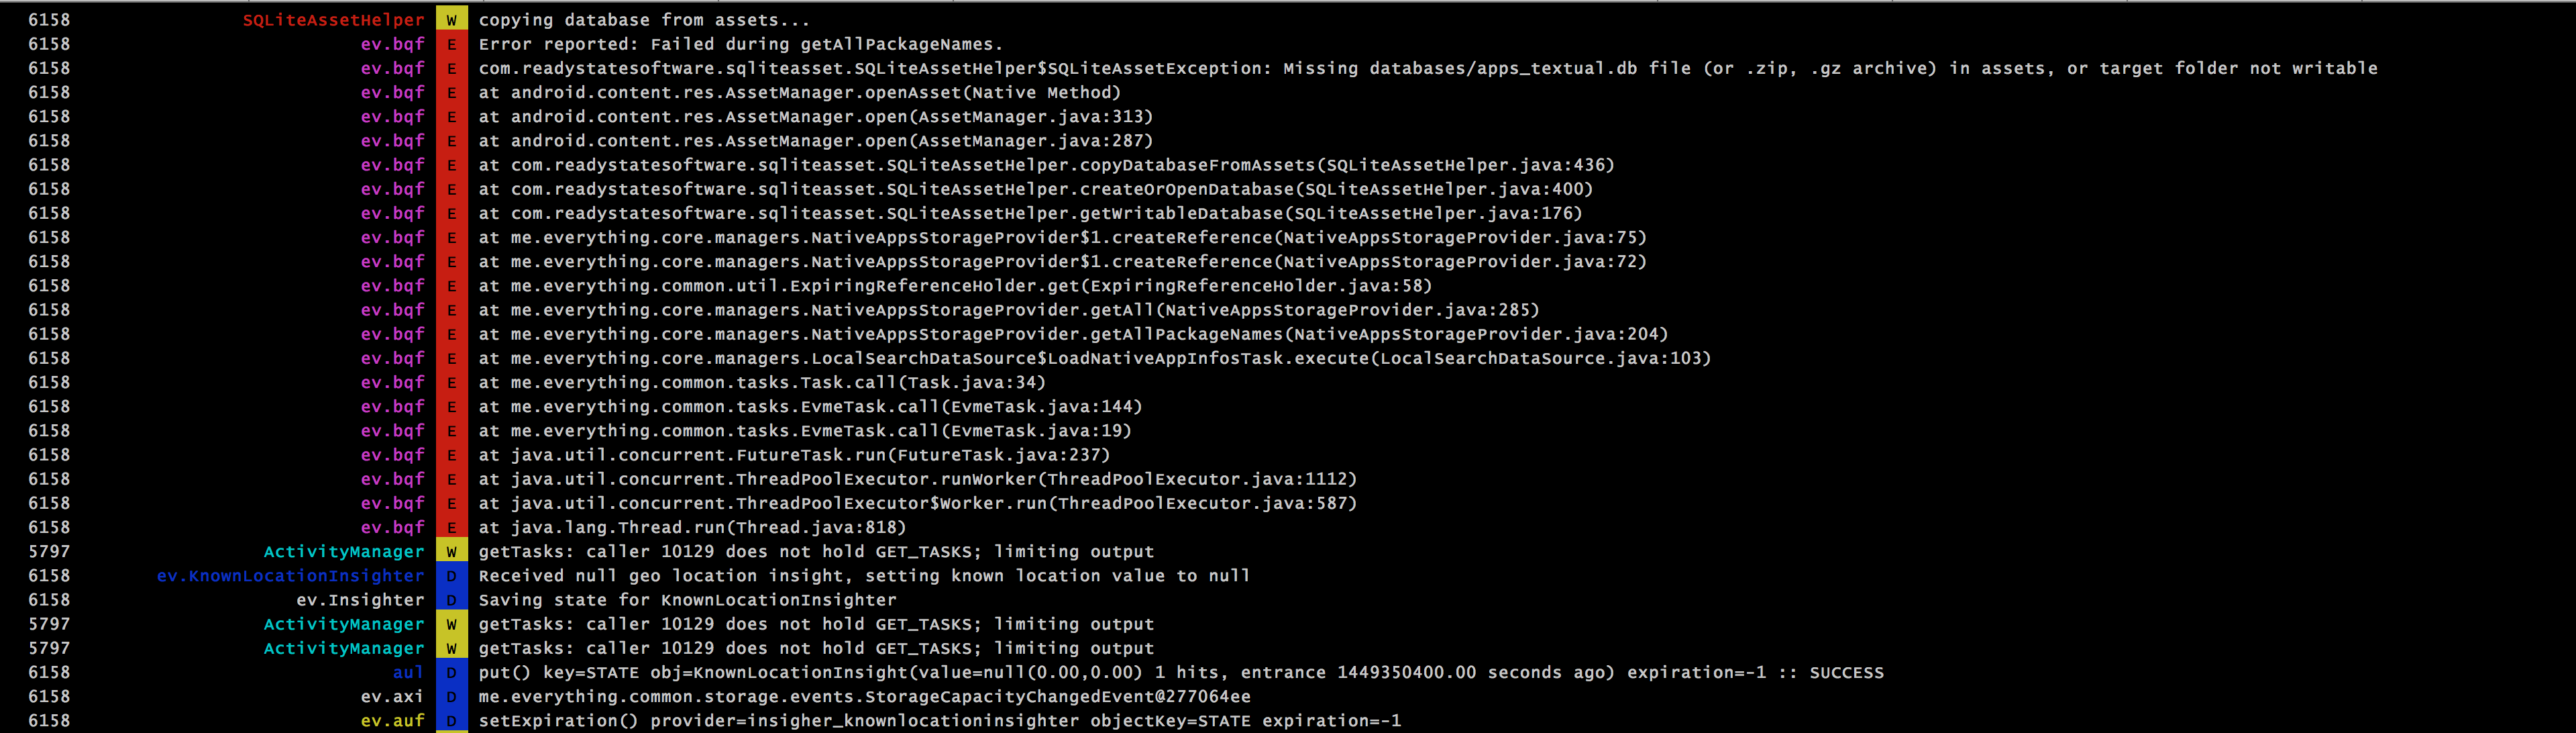 6158 SQLiteAssetHelper W copying database from assets...
6158 ev.bqf E Error reported: Failed during getAllPackageNames.
6158 ev.bqf E com.readystatesoftware.sqliteasset.SQLiteAssetHelper$SQLiteAssetException: Missing databases/apps_textual.db file (or .zip, .gz archive) in assets, or target folder not writable
6158 ev.bqf E at android.content.res.AssetManager.openAsset(Native Method)
6158 ev.bqf E at android.content.res.AssetManager.open(AssetManager.java:313)
6158 ev.bqf E at android.content.res.AssetManager.open(AssetManager.java:287)
6158 ev.bqf E at com.readystatesoftware.sqliteasset.SQLiteAssetHelper.copyDatabaseFromAssets(SQLiteAssetHelper.java:436)
6158 ev.bqf E at com.readystatesoftware.sqliteasset.SQLiteAssetHelper.createOrOpenDatabase(SQLiteAssetHelper.java:400)
6158 ev.bqf E at com.readystatesoftware.sqliteasset.SQLiteAssetHelper.getWritableDatabase(SQLiteAssetHelper.java:176)
6158 ev.bqf E at me.everything.core.managers.NativeAppsStorageProvider$1.createReference(NativeAppsStorageProvider.java:75)
6158 ev.bqf E at me.everything.core.managers.NativeAppsStorageProvider$1.createReference(NativeAppsStorageProvider.java:72)
6158 ev.bqf E at me.everything.common.util.ExpiringReferenceHolder.get(ExpiringReferenceHolder.java:58)
6158 ev.bqf E at me.everything.core.managers.NativeAppsStorageProvider.getAll(NativeAppsStorageProvider.java:285)
6158 ev.bqf E at me.everything.core.managers.NativeAppsStorageProvider.getAllPackageNames(NativeAppsStorageProvider.java:204)
6158 ev.bqf E at me.everything.core.managers.LocalSearchDataSource$LoadNativeAppInfosTask.execute(LocalSearchDataSource.java:103)
6158 ev.bqf E at me.everything.common.tasks.Task.call(Task.java:34)
6158 ev.bqf E at me.everything.common.tasks.EvmeTask.call(EvmeTask.java:144)
6158 ev.bqf E at me.everything.common.tasks.EvmeTask.call(EvmeTask.java:19)
6158 ev.bqf E at java.util.concurrent.FutureTask.run(FutureTask.java:237)
6158 ev.bqf E at java.util.concurrent.ThreadPoolExecutor.runWorker(ThreadPoolExecutor.java:1112)
6158 ev.bqf E at java.util.concurrent.ThreadPoolExecutor$Worker.run(ThreadPoolExecutor.java:587)
6158 ev.bqf E at java.lang.Thread.run(Thread.java:818)
5797 ActivityManager W getTasks: caller 10129 does not hold GET_TASKS; limiting output
6158 ev.KnownLocationInsighter D Received null geo location insight, setting known location value to null
6158 ev.Insighter D Saving state for KnownLocationInsighter
5797 ActivityManager W getTasks: caller 10129 does not hold GET_TASKS; limiting output
5797 ActivityManager W getTasks: caller 10129 does not hold GET_TASKS; limiting output
6158 aul D put() key=STATE obj=KnownLocationInsight(value=null(0.00,0.00) 1 hits, entrance 1449350400.00 seconds ago) expiration=-1 :: SUCCESS
6158 ev.axi D me.everything.common.storage.events.StorageCapacityChangedEvent@277064ee
6158 ev.auf D setExpiration() provider=insigher_knownlocationinsighter objectKey=STATE expiration=-1